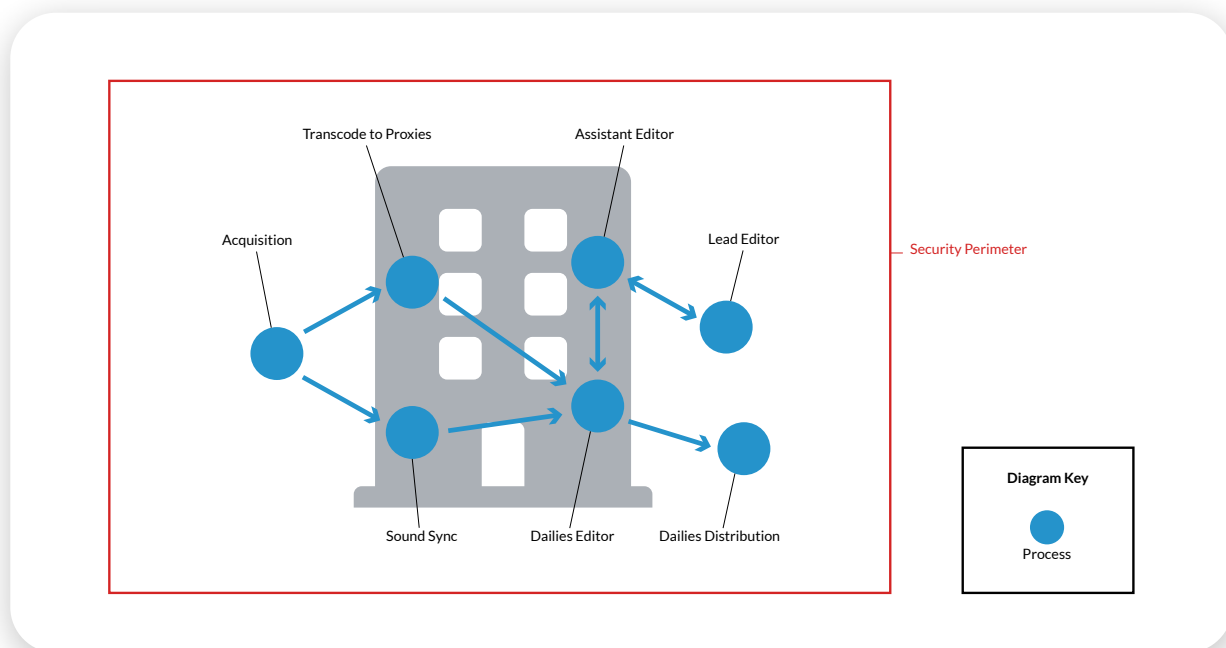 Transcode to Proxies
Assistant Editor
Acquisition
Lead Editor
Security Perimeter
Diagram Key
Process
Sound Sync
Dailies Editor
Dailies Distribution